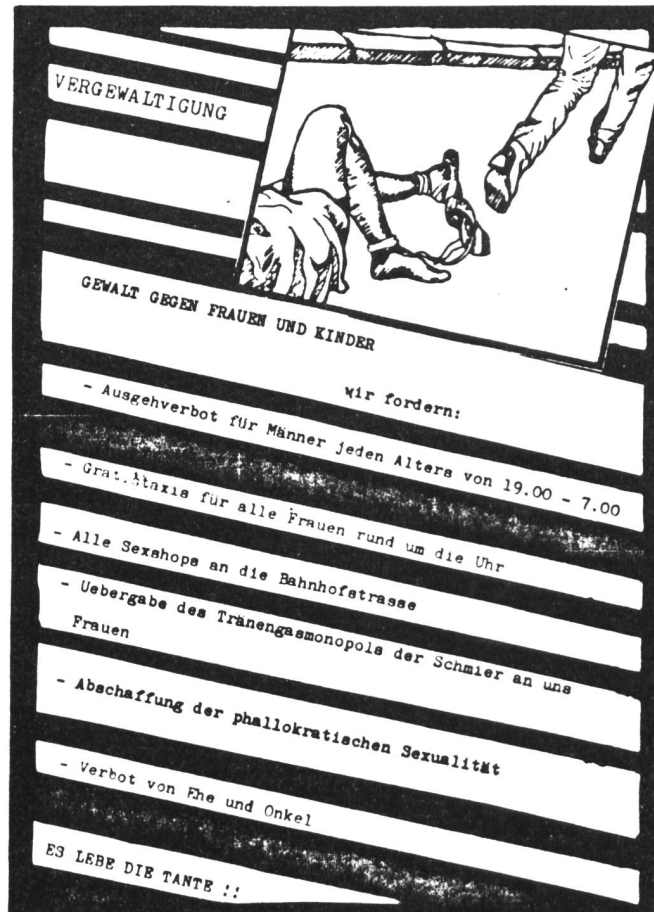 VERGEWALTIGUNG
GEWALT GEGEN FRAUEN UND KINDER
wir fordern:
- Ausgehverbot für Männer jeden Alters von 19.00 - 7.00
- Gratistaxis für alle Frauen rund um die Uhr
- Alle Sexshops an die Bahnhofstrasse
- Uebergabe des Tränengasmonopols der Schmier an uns
Frauen
- Abschaffung der phallokratischen Sexualität
- Verbot von Ehe und Onkel
ES LEBE DIE TANTE !!